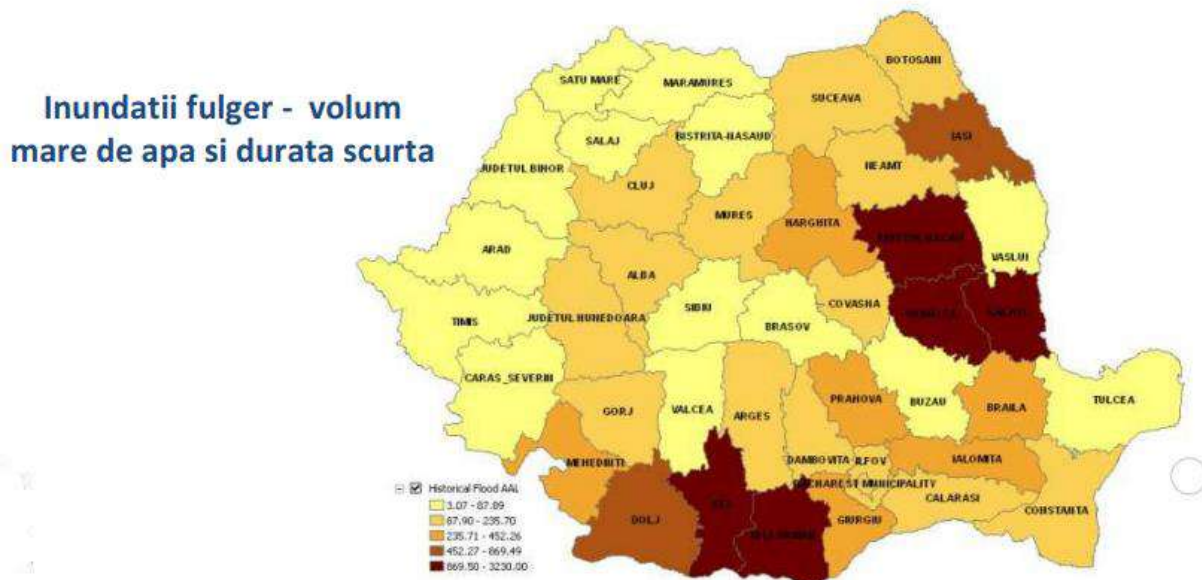 Inundatii fulger - volum
mare de apa si durata scurta
BOTOSANI
SATU MARE
MARAMURES
SUCEAVA
IASI
BISTRITA-NASAUD
SALAJ
JUDETUL BIHOR
NEAMT
CLUJ
MURES
HARGHITA
ARAD
VASLUI
ALBA
COVASNA
SIBIU
TIMIS
JUDETUL HUNEDOARA
BRASOV
CARAS_SEVERIN
PRAHOVA
BUZAU
BRAILA
TULCEA
GORJ
VALCEA
ARGES
MEHEDINTI
DAMBOVITA
ILFOV
IALOMITA
BUCHAREST MUNICIPALITY
CALARASI
CONSTANTA
DOLJ
GIURGIU
Historical Flood AAL
3.07 - 87.89
87.90 - 235.70
235.71 - 452.26
452.27 - 869.49
869.50 - 3230.00